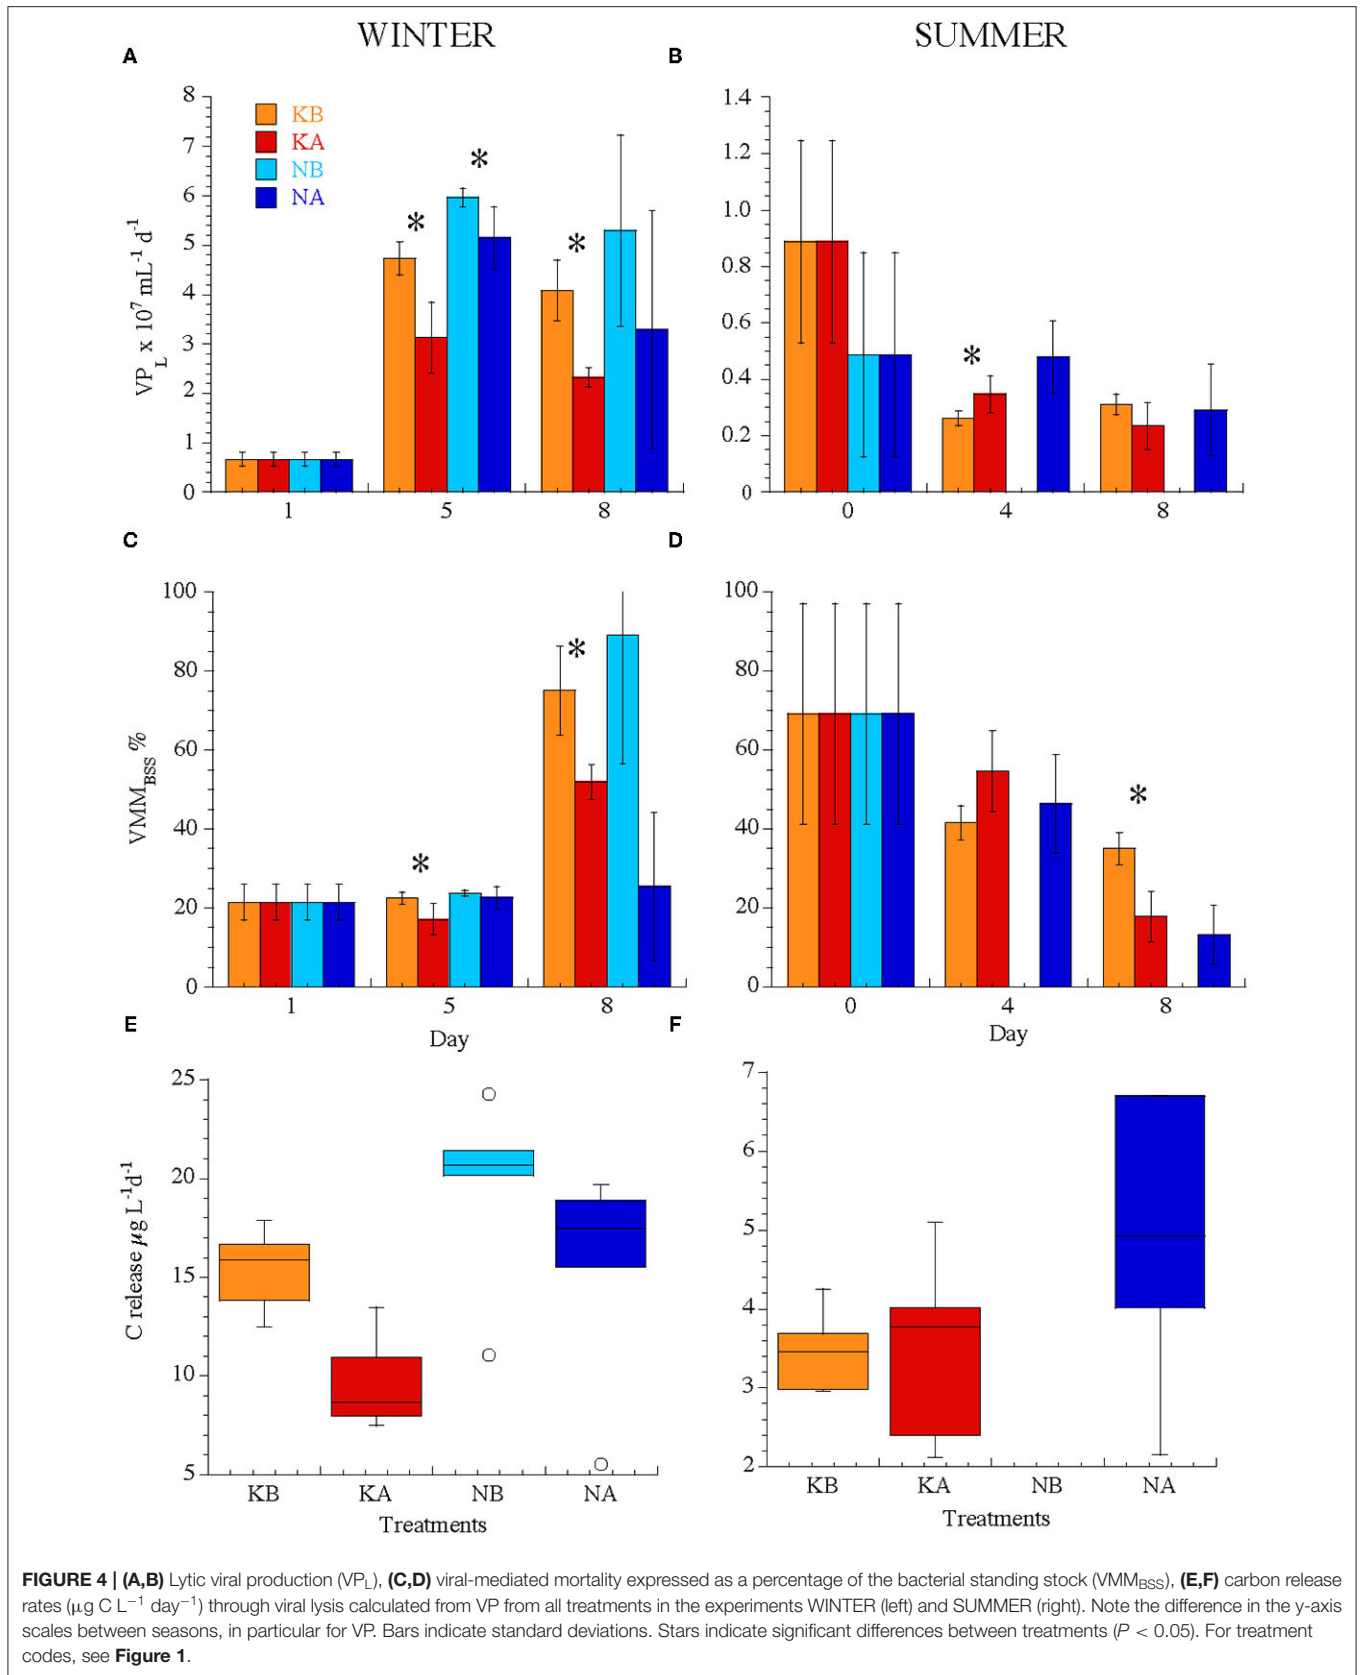 WINTER
SUMMER
A
B
8
7
6
5
4
3
2
1
0
VP_L x 10^7 mL^-1 d^-1
KB
KA
NB
NA
*
*
*
1
5
8
1.4
1.2
1.0
0.8
0.6
0.4
0.2
0
*
0
4
8
C
D
100
80
60
40
20
0
VMM_BSS %
*
*
1
5
8
Day
100
80
60
40
20
0
*
0
4
8
Day
E
F
25
20
15
10
5
C release µg L^-1 d^-1
KB
KA
NB
NA
Treatments
7
6
5
4
3
2
KB
KA
NB
NA
Treatments
FIGURE 4 | (A,B) Lytic viral production (VP_L), (C,D) viral-mediated mortality expressed as a percentage of the bacterial standing stock (VMM_BSS), (E,F) carbon release
rates (µg C L^−1 day^−1) through viral lysis calculated from VP from all treatments in the experiments WINTER (left) and SUMMER (right). Note the difference in the y-axis
scales between seasons, in particular for VP. Bars indicate standard deviations. Stars indicate significant differences between treatments (P < 0.05). For treatment
codes, see Figure 1.